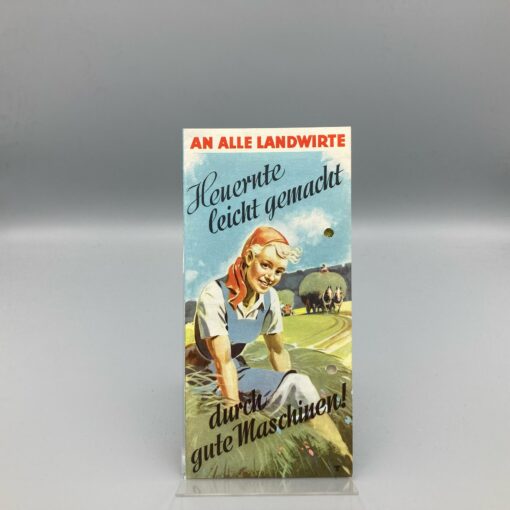 AN ALLE LANDWIRTE
Heuernte
leicht gemacht
durch
gute Maschinen!